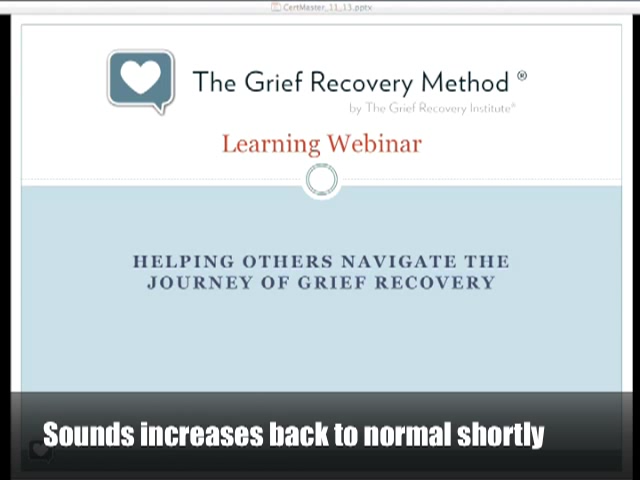 CertMaster_11_13.pptx
The Grief Recovery Method ®
by The Grief Recovery Institute®
Learning Webinar
HELPING OTHERS NAVIGATE THE
JOURNEY OF GRIEF RECOVERY
Sounds increases back to normal shortly